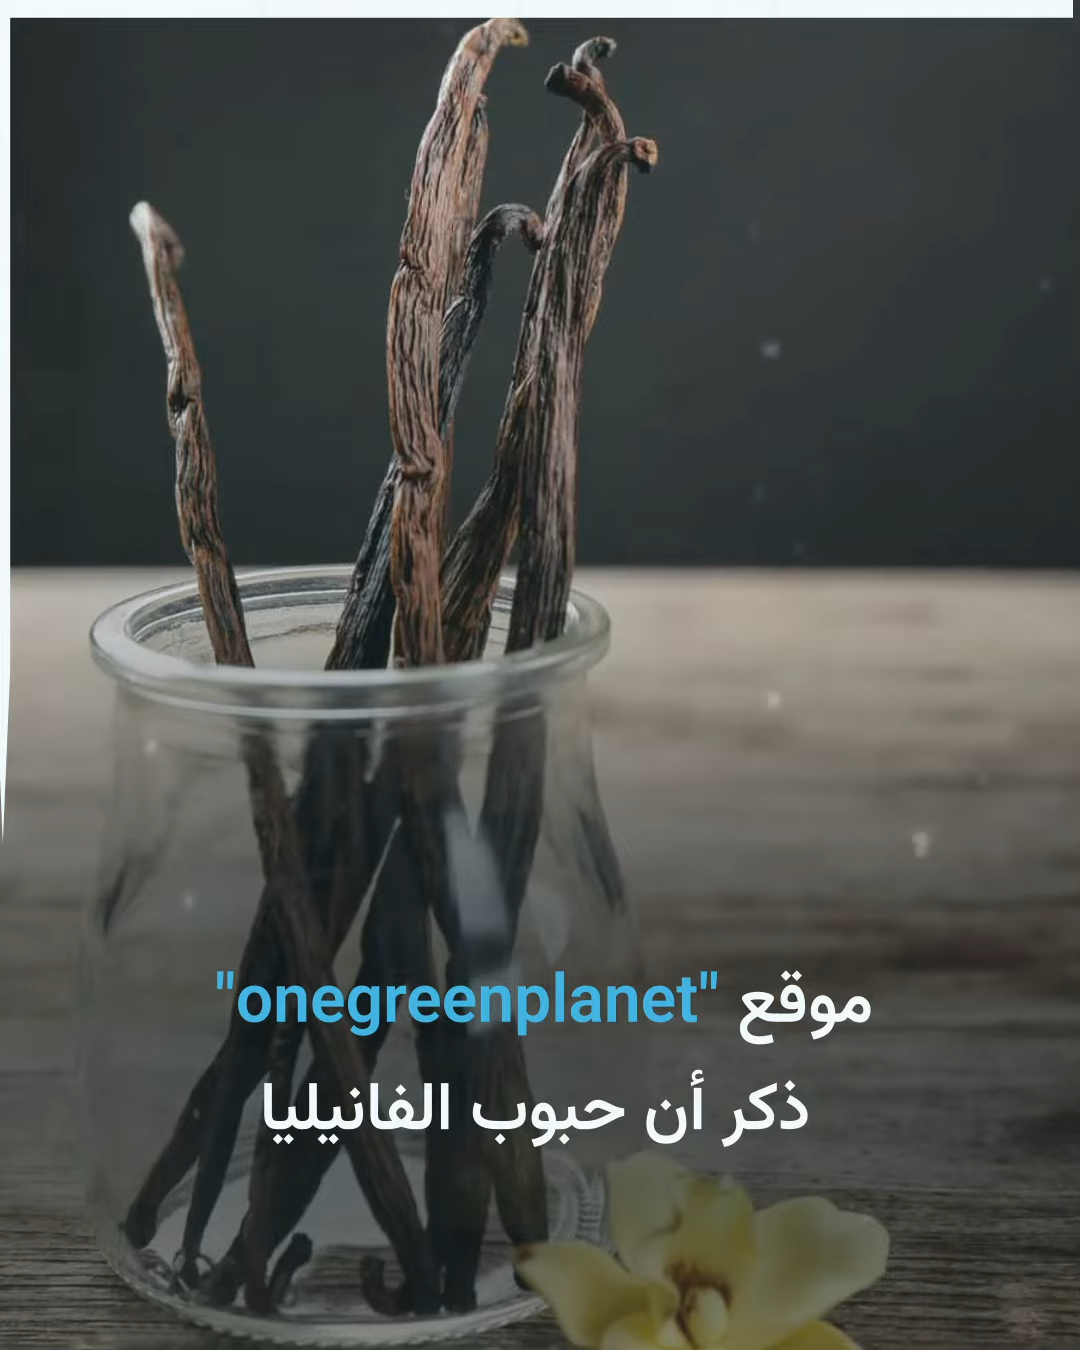 موقع "onegreenplanet"
ذكر أن حبوب الفانيليا